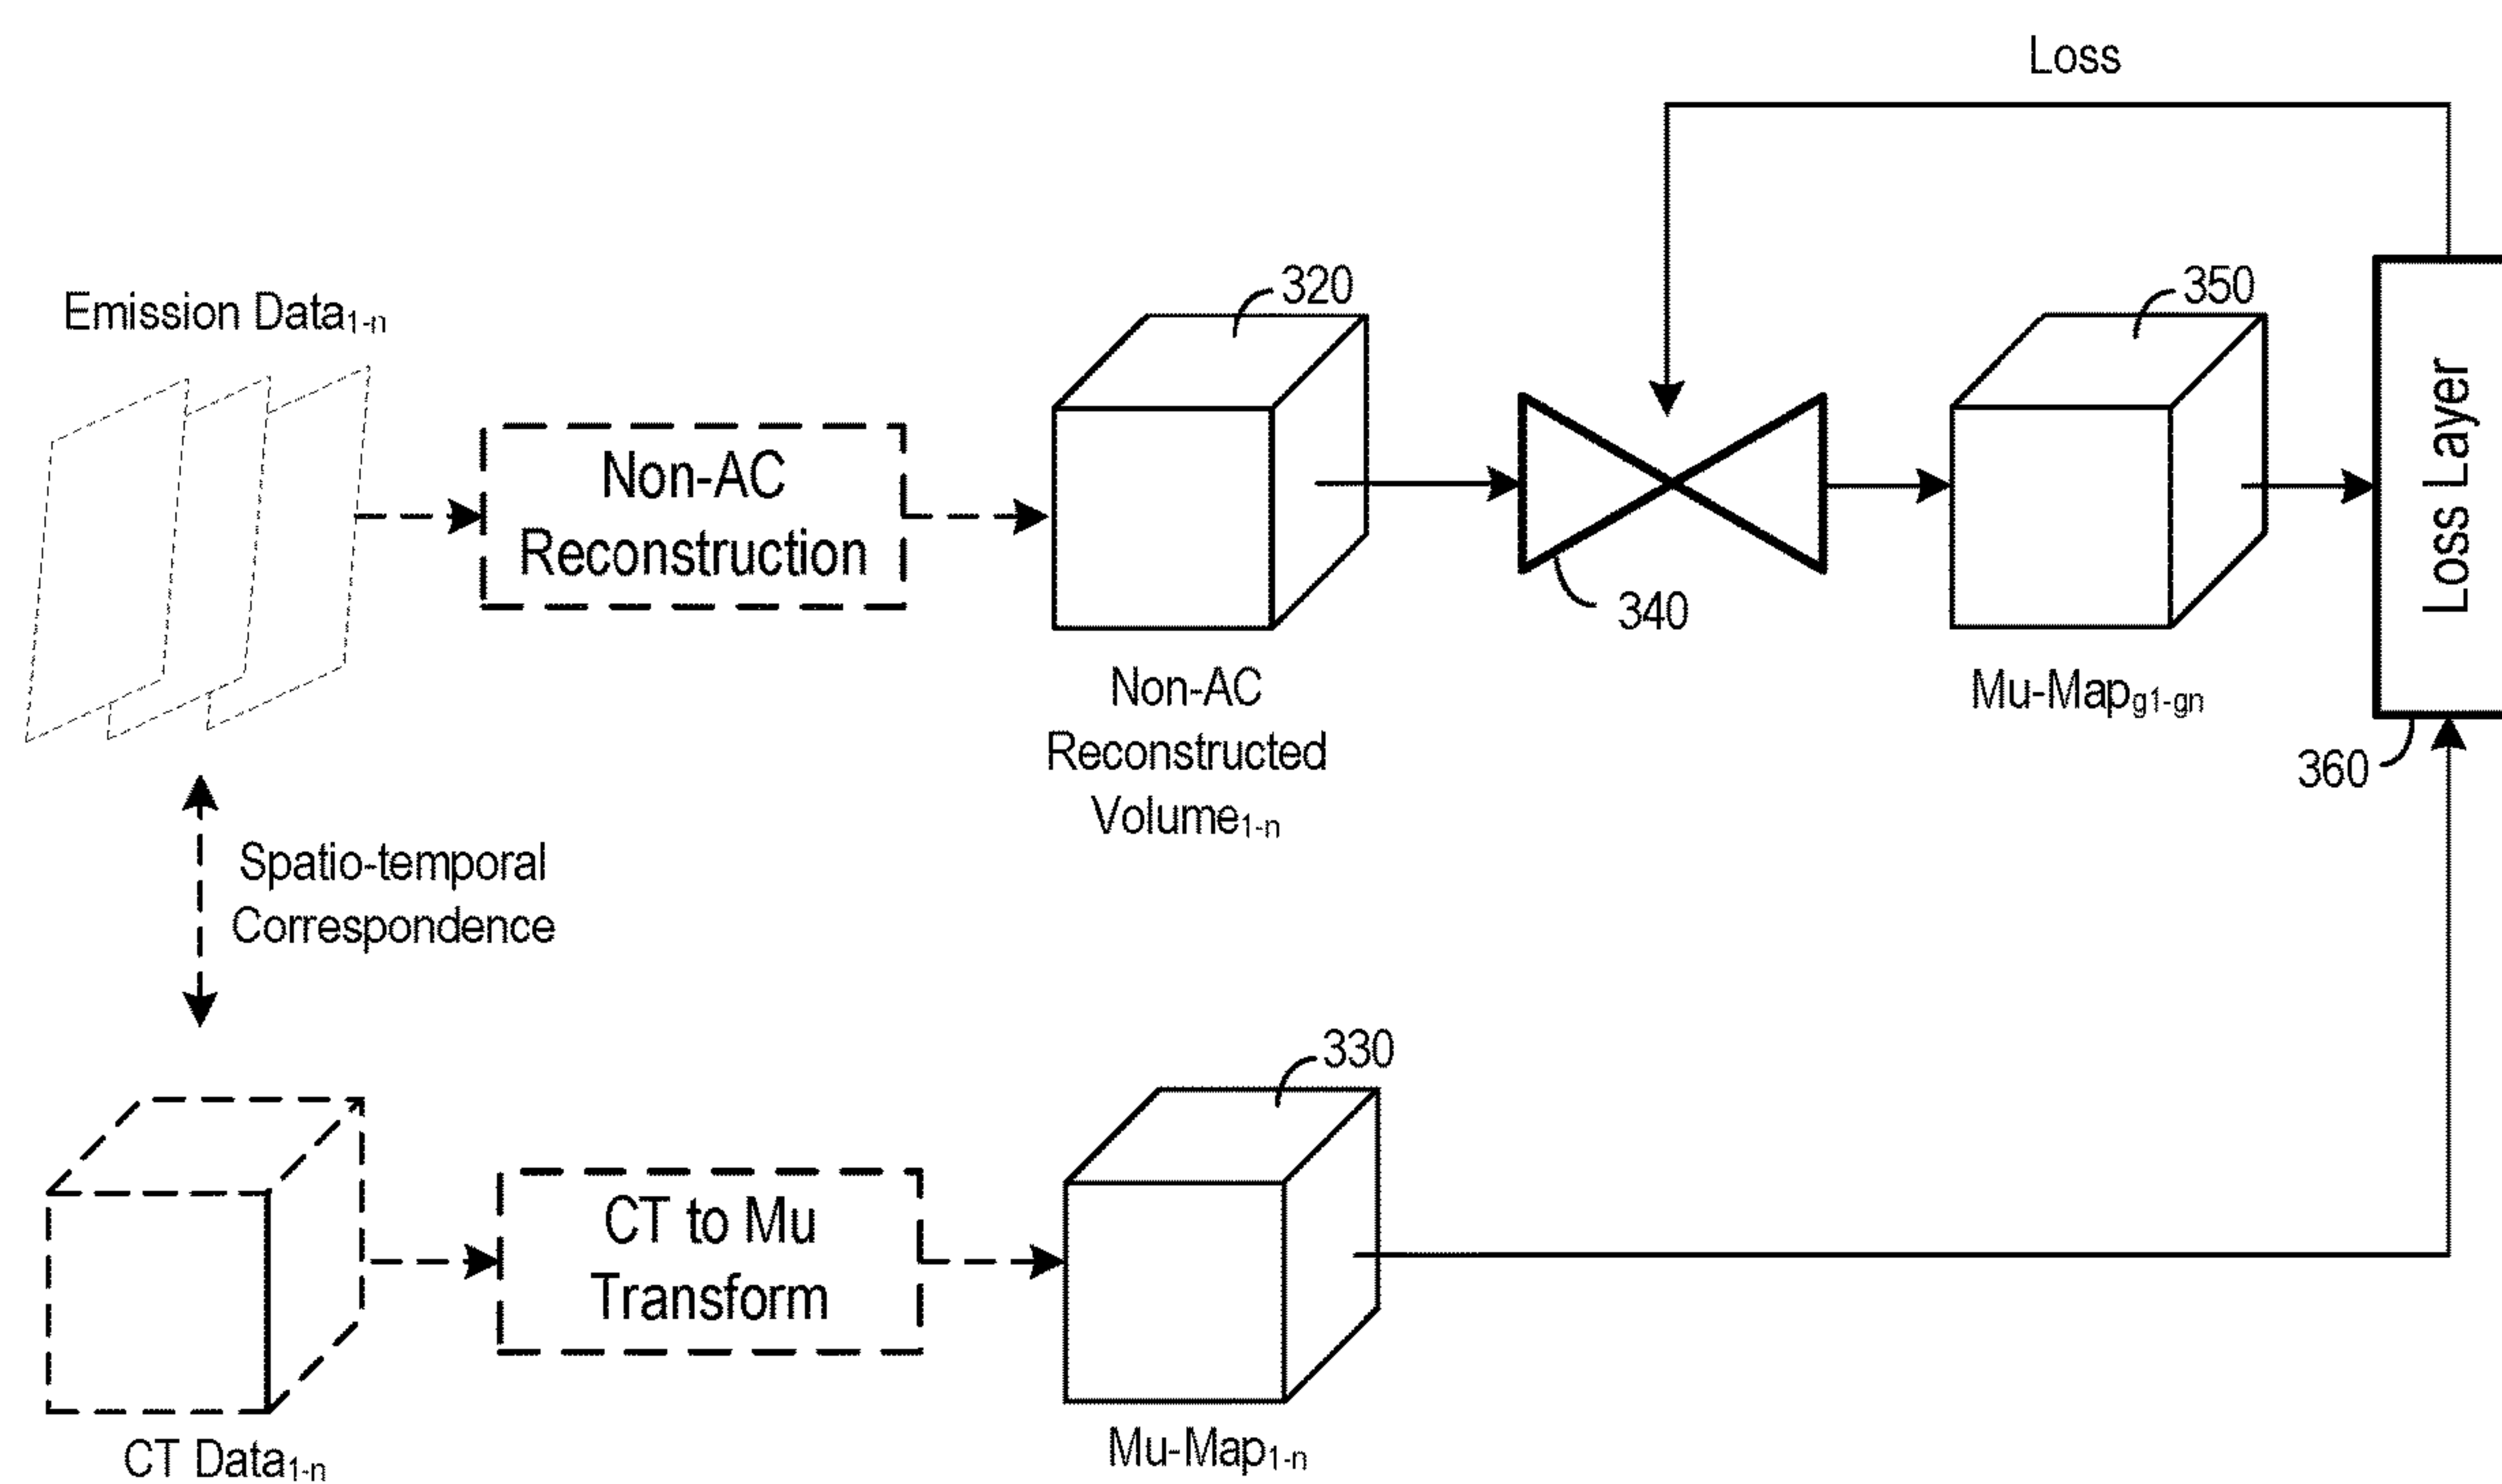 Loss
320
350
Emission Data1-n
Non-AC
Reconstruction
Loss Layer
340
Non-AC
Reconstructed
Volume1-n
Mu-Mapg1-gn
360
Spatio-temporal
Correspondence
330
CT to Mu
Transform
CT Data1-n
Mu-Map1-n